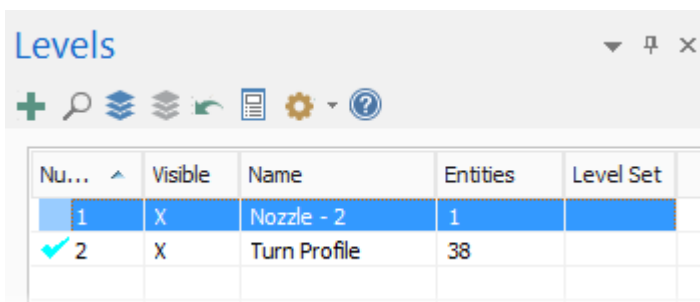 Levels
Nu... Visible Name Entities Level Set
1 X Nozzle - 2 1
2 X Turn Profile 38